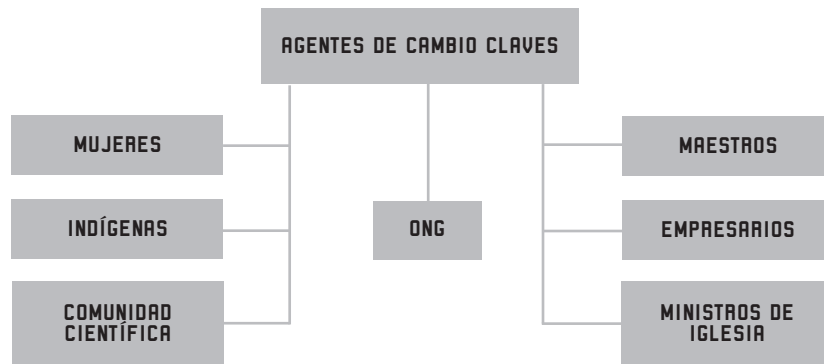 AGENTES DE CAMBIO CLAVES
MUJERES
INDÍGENAS
COMUNIDAD
CIENTÍFICA
ONG
MAESTROS
EMPRESARIOS
MINISTROS DE
IGLESIA